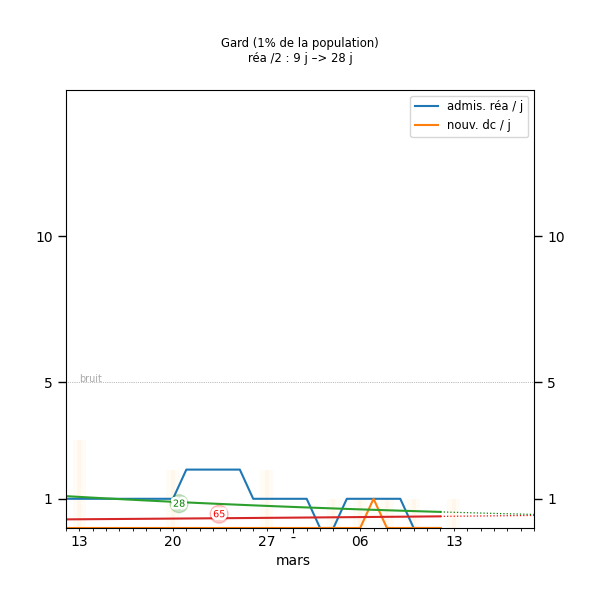 Gard (1% de la population)
réa /2 : 9 j –> 28 j
admis. réa / j
nouv. dc / j
10
10
bruit
5
5
28
65
1
1
13
20
27
-
06
13
mars